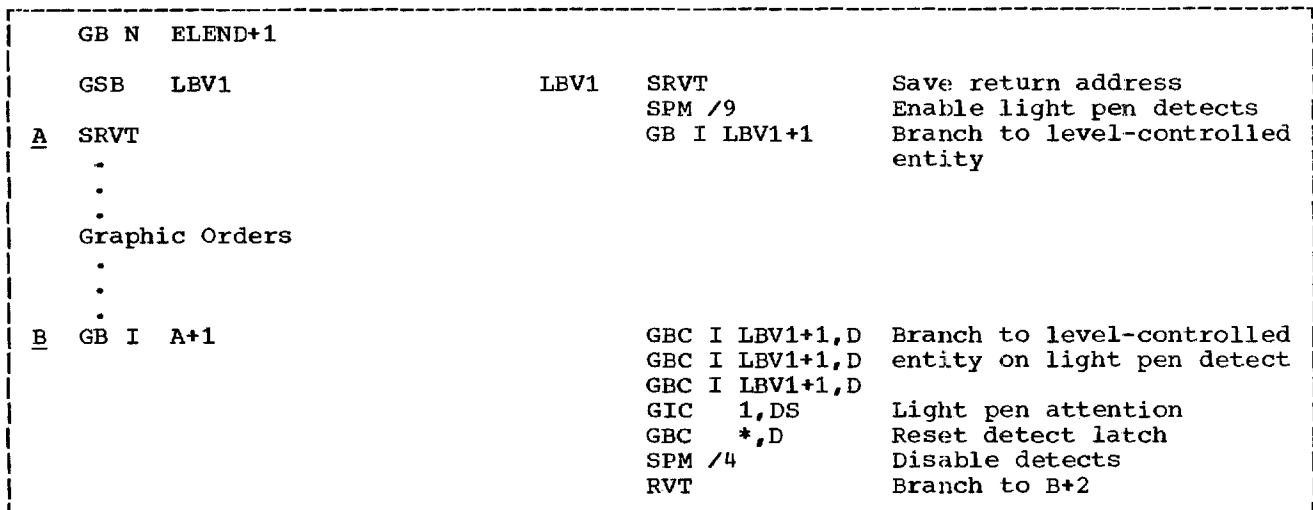 GB N ELEND+1
GSB LBV1 LBV1 SRVT Save return address
SPM /9 Enable light pen detects
A SRVT GB I LBV1+1 Branch to level-controlled
entity
Graphic Orders
B GB I A+1 GBC I LBV1+1,D Branch to level-controlled
GBC I LBV1+1,D entity on light pen detect
GBC I LBV1+1,D
GIC 1,DS Light pen attention
GBC *,D Reset detect latch
SPM /4 Disable detects
RVT Branch to B+2